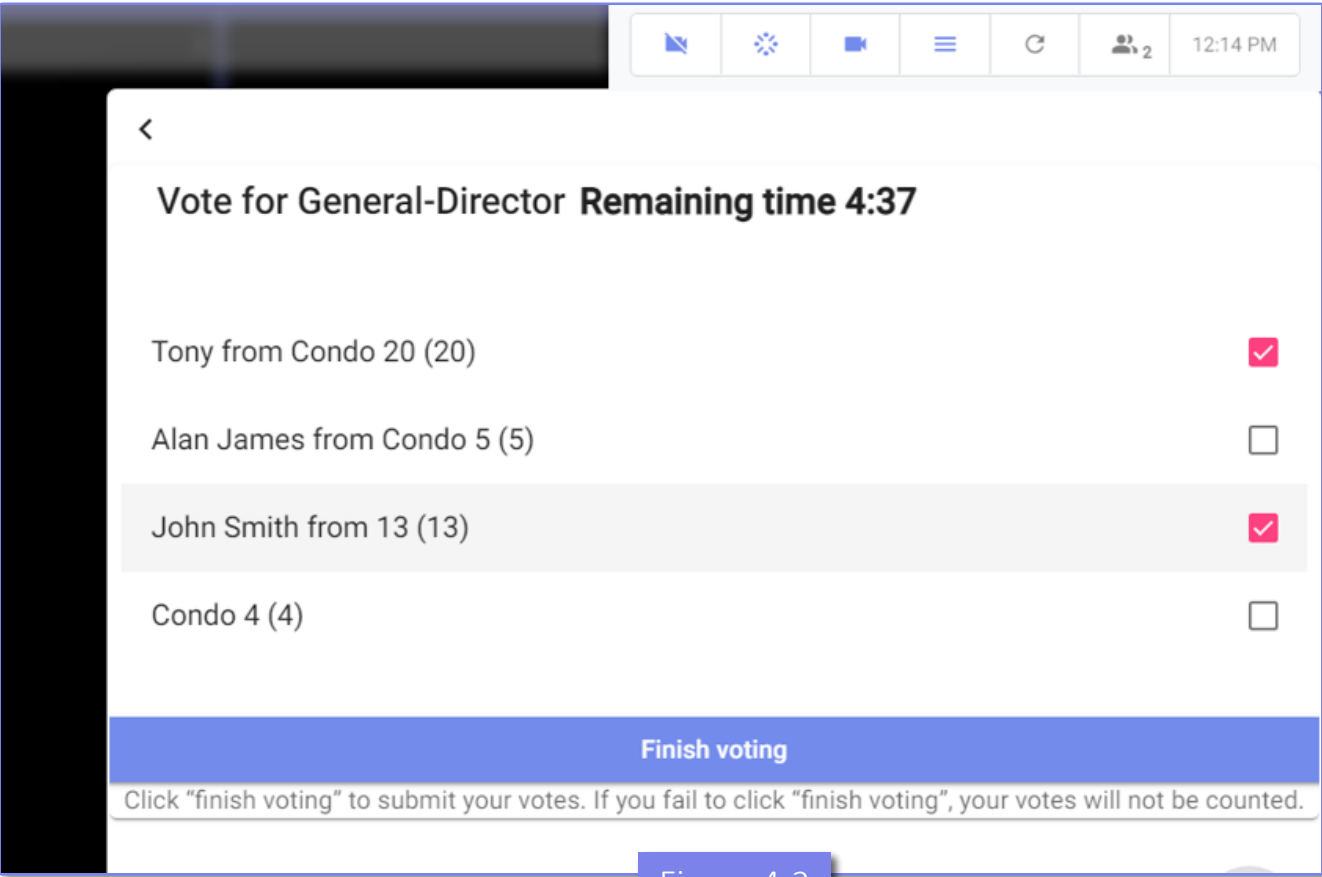 2 12:14 PM
Vote for General-Director Remaining time 4:37
Tony from Condo 20 (20)
Alan James from Condo 5 (5)
John Smith from 13 (13)
Condo 4 (4)
Finish voting
Click “finish voting” to submit your votes. If you fail to click “finish voting”, your votes will not be counted.